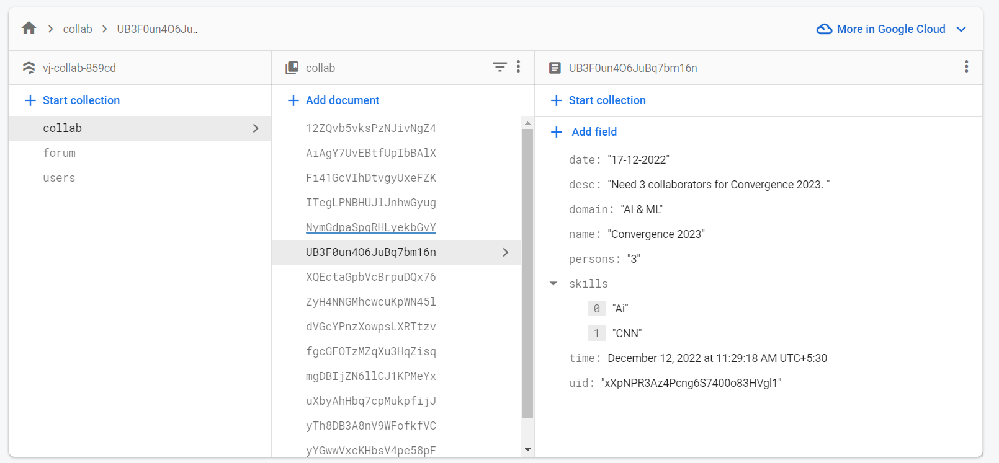 collab
UB3F0un4O6Ju..
More in Google Cloud
vj-collab-859cd
Start collection
collab
forum
users
collab
Add document
12ZQvb5vksPzNJivNgZ4
AiAgY7UvEBtfUpIbBAlX
Fi41GcVIhDtvgyUxeFZK
ITegLPNBHUJlJnhwGyug
NymGdpaSpqRHLyekbGvY
UB3F0un4O6JuBq7bm16n
XQEctaGpbVcBrpuDQx76
ZyH4NNGMhcwcuKpWN45l
dVGcYPnzXowpsLXRTtzv
fgcGFOTzMZqXu3HqZisq
mgDBIjZN6llCJ1KPMeYx
uXbyAhHbq7cpMukpfijJ
yTh8DB3A8nV9WFofkfVC
yYGwwVxcKHbsV4pe58pF
UB3F0un4O6JuBq7bm16n
Start collection
Add field
date: "17-12-2022"
desc: "Need 3 collaborators for Convergence 2023. "
domain: "AI & ML"
name: "Convergence 2023"
persons: "3"
skills
0 "Ai"
1 "CNN"
time: December 12, 2022 at 11:29:18 AM UTC+5:30
uid: "xXpNPR3Az4Pcng6S7400o83HVgl1"